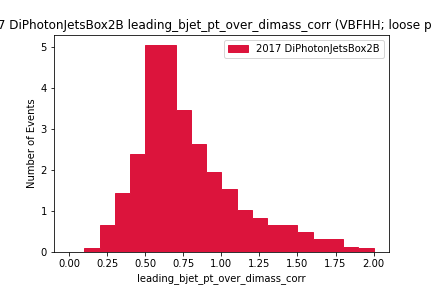 7 DiPhotonJetsBox2B leading_bjet_pt_over_dimass_corr (VBFHH; loose p
2017 DiPhotonJetsBox2B
Number of Events
5
4
3
2
1
0
0.00 0.25 0.50 0.75 1.00 1.25 1.50 1.75 2.00
leading_bjet_pt_over_dimass_corr